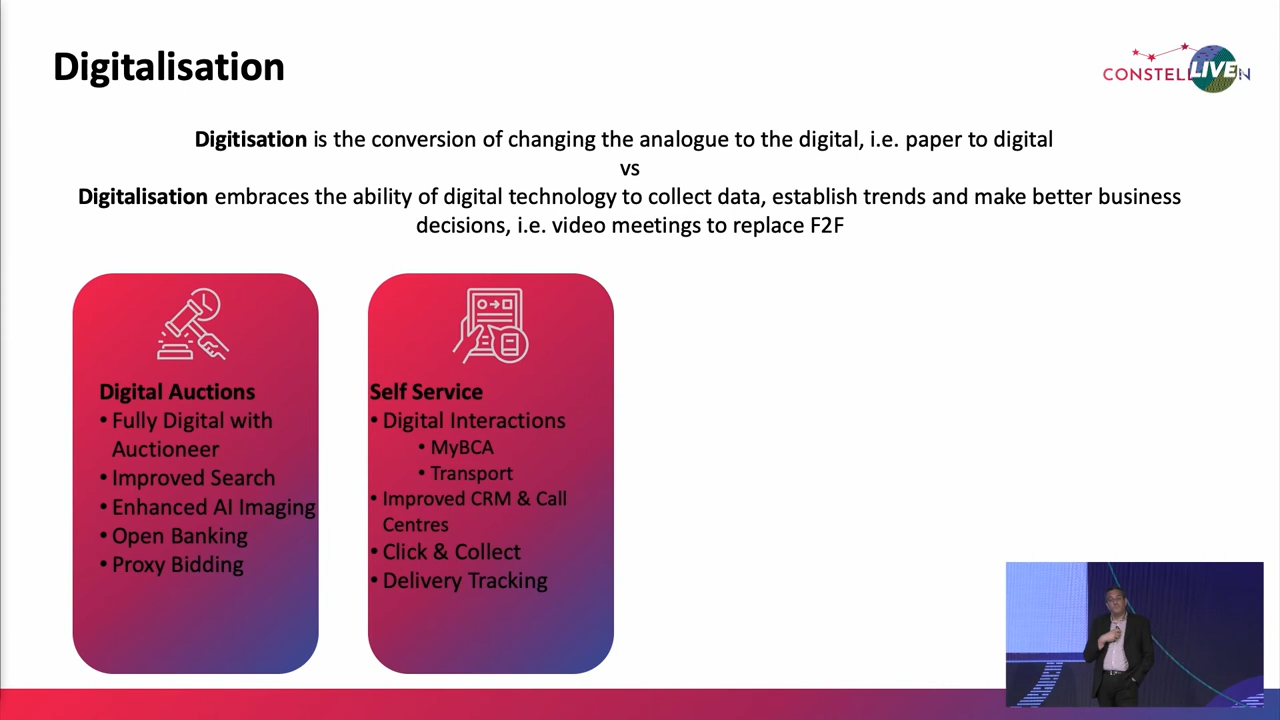 Digitalisation
CONSTELL
LIVE
N
Digitisation is the conversion of changing the analogue to the digital, i.e. paper to digital
vs
Digitalisation embraces the ability of digital technology to collect data, establish trends and make better business
decisions, i.e. video meetings to replace F2F
Digital Auctions
• Fully Digital with
Auctioneer
• Improved Search
• Enhanced AI Imaging
• Open Banking
• Proxy Bidding
Self Service
• Digital Interactions
• MyBCA
• Transport
• Improved CRM & Call
Centres
• Click & Collect
• Delivery Tracking